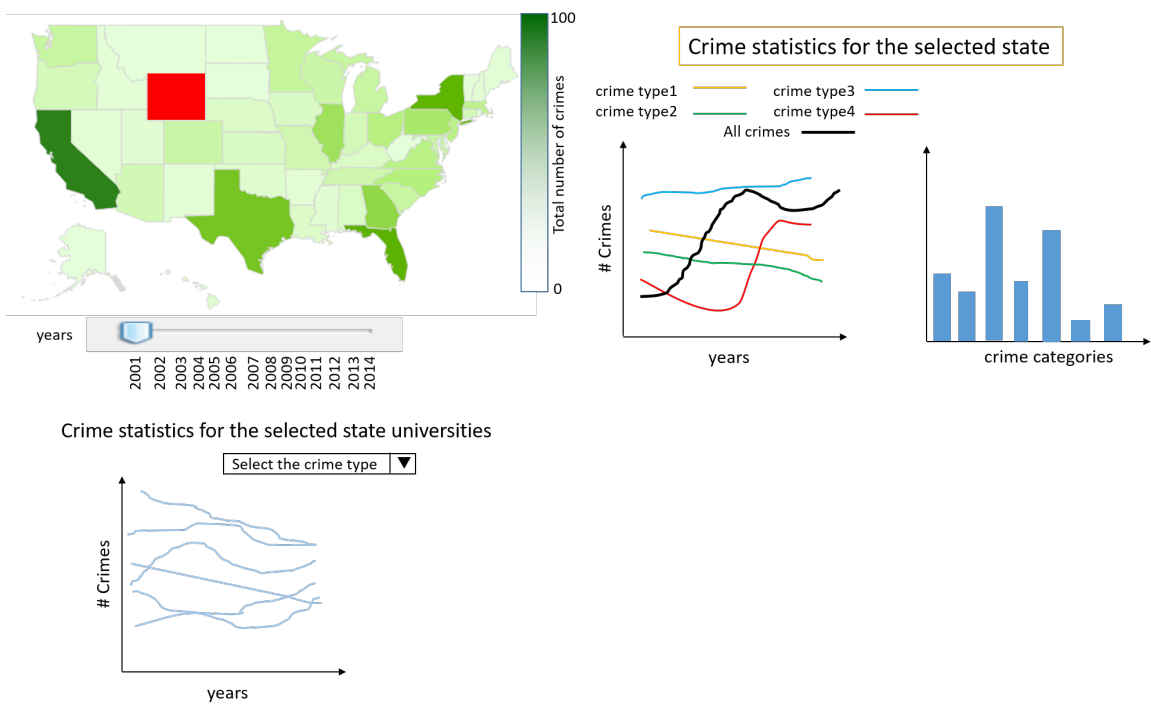 100
Total number of crimes
0
years
2001
2002
2003
2004
2005
2006
2007
2008
2009
2010
2011
2012
2013
2014
Crime statistics for the selected state
crime type1
crime type3
crime type2
crime type4
All crimes
# Crimes
years
crime categories
Crime statistics for the selected state universities
Select the crime type
# Crimes
years